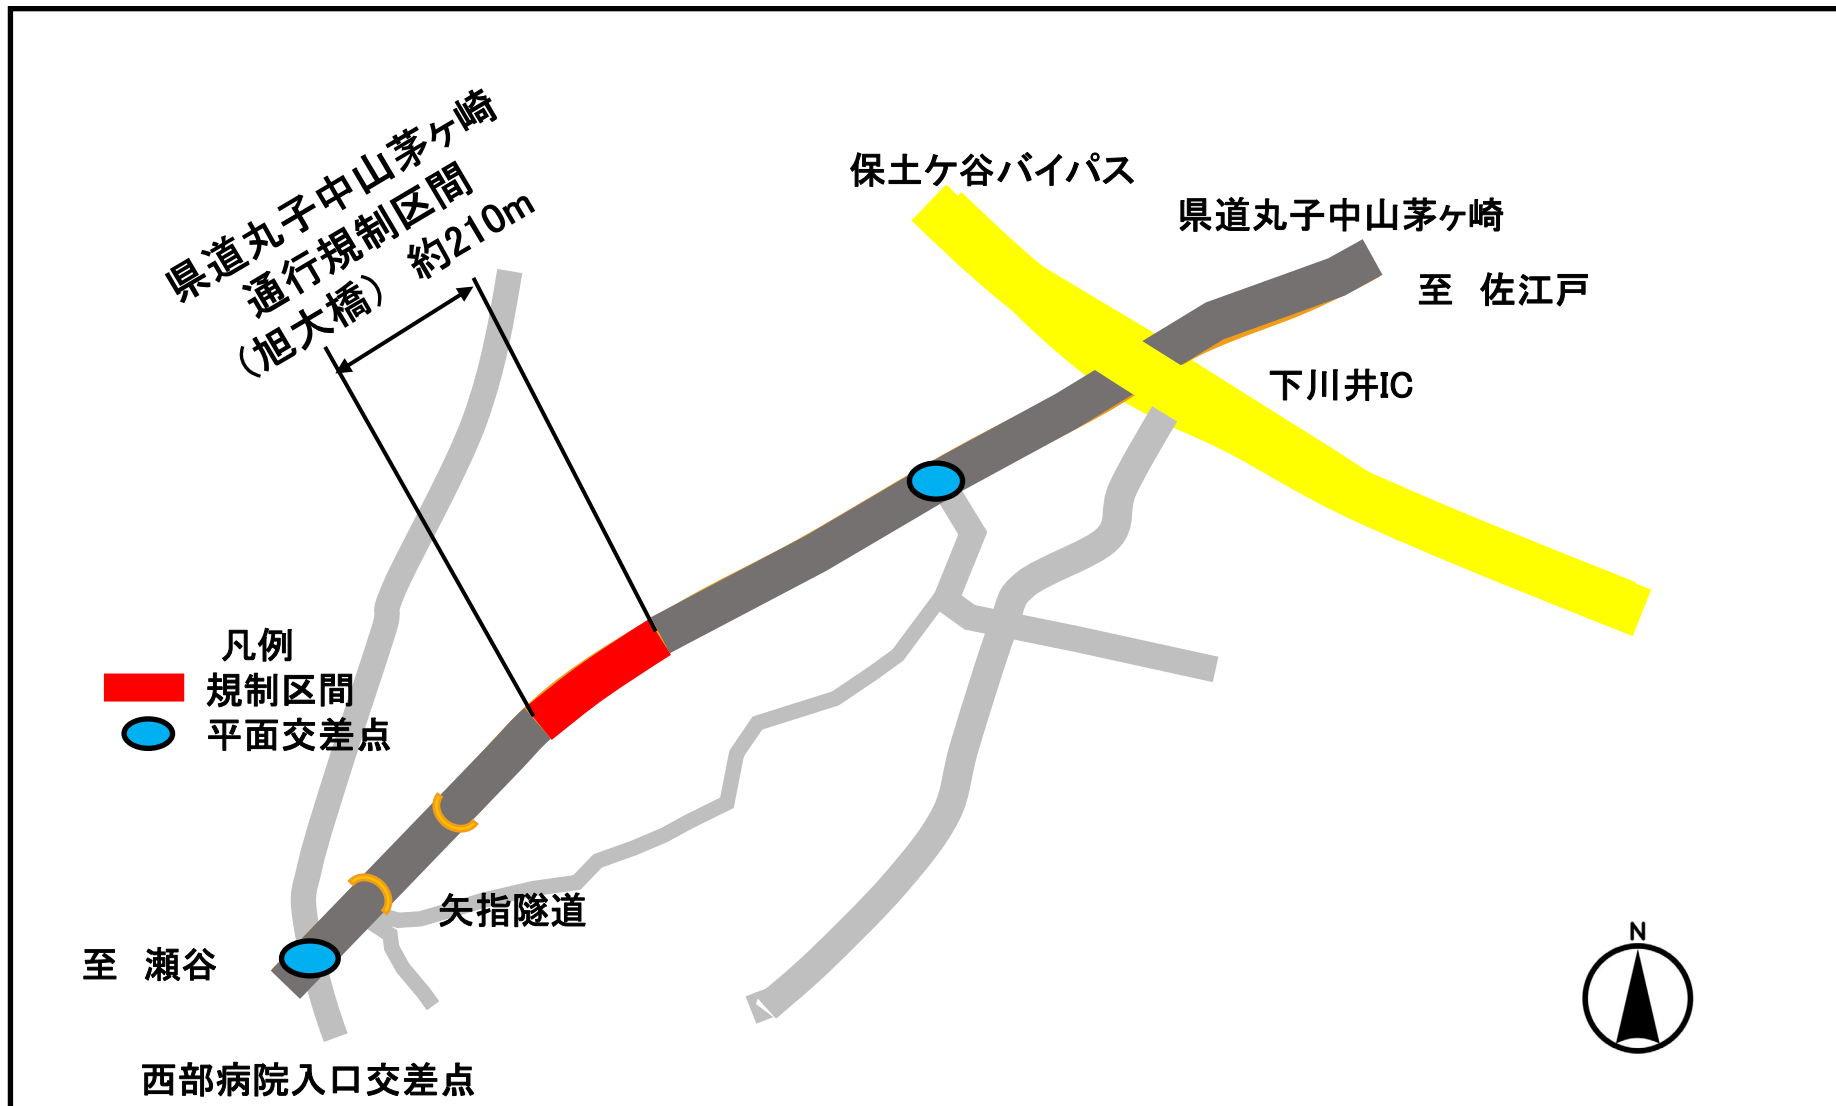 県道丸子中山茅ヶ崎
通行規制区間
（旭大橋） 約210m
保土ケ谷バイパス
県道丸子中山茅ヶ崎
至 佐江戸
下川井IC
凡例
規制区間
平面交差点
矢指隧道
至 瀬谷
西部病院入口交差点
N